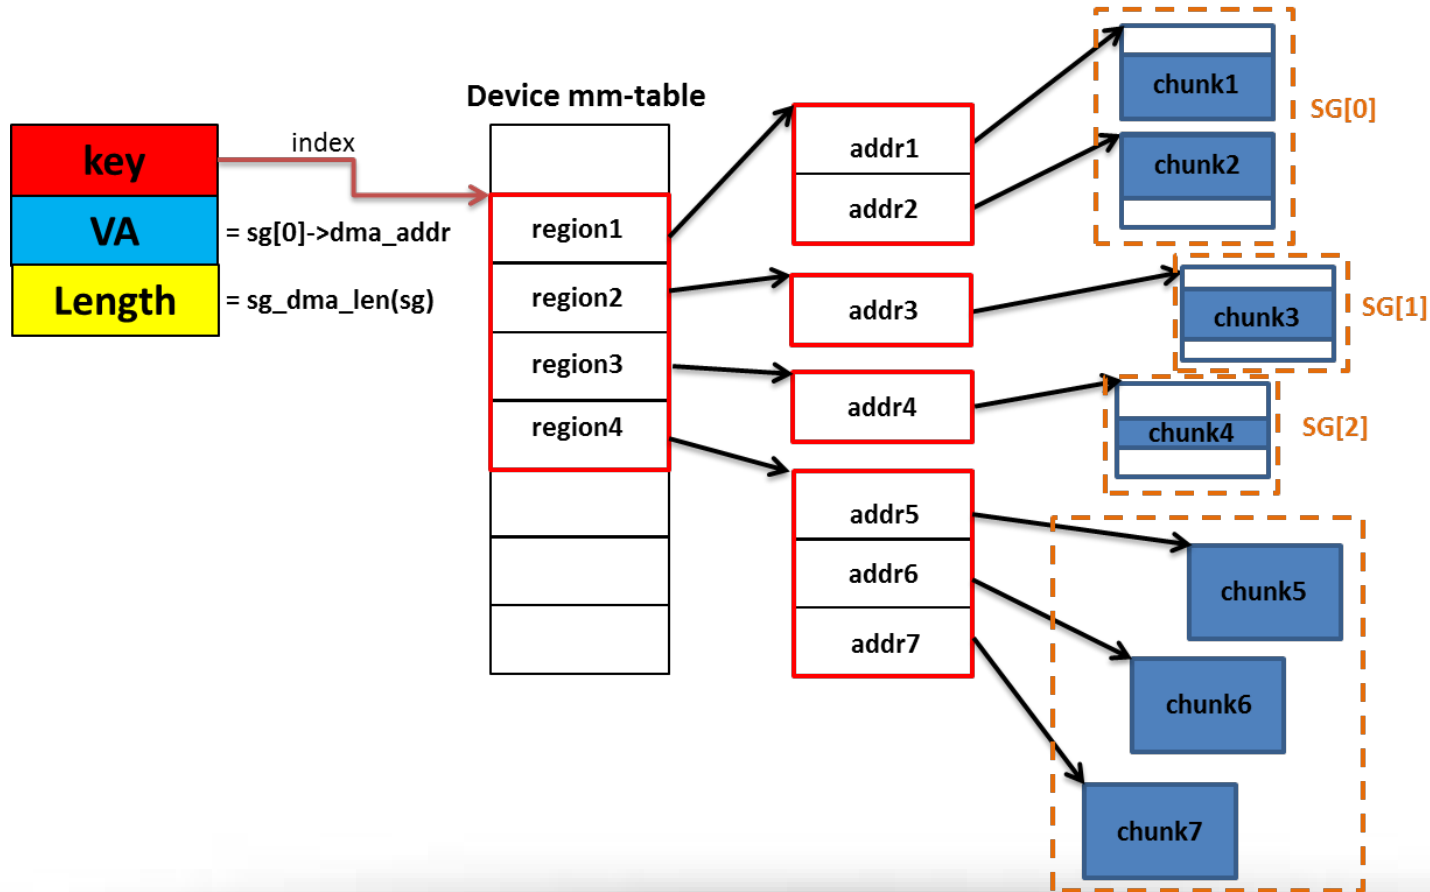 Device mm-table
key
index
VA
= sg[0]->dma_addr
Length
= sg_dma_len(sg)
region1
region2
region3
region4
addr1
addr2
addr3
addr4
addr5
addr6
addr7
chunk1
chunk2
SG[0]
chunk3
SG[1]
chunk4
SG[2]
chunk5
chunk6
chunk7